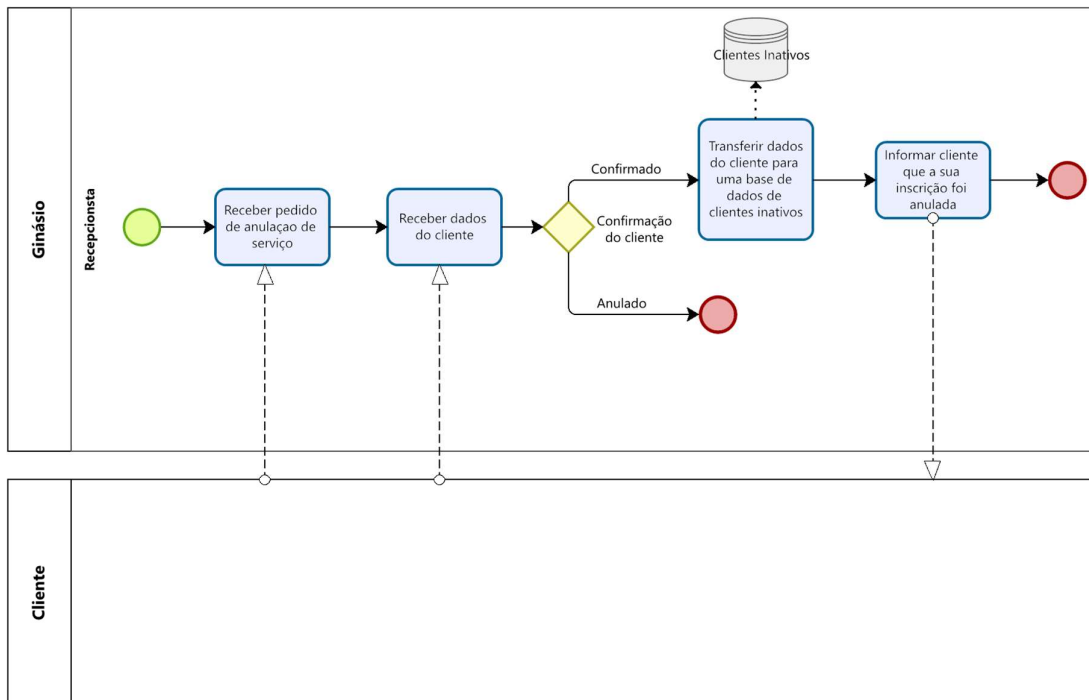 Ginásio
Recepcionsta
Receber pedido
de anulaçao de
serviço
Receber dados
do cliente
Confirmado
Confirmação
do cliente
Anulado
Clientes Inativos
Transferir dados
do cliente para
uma base de
dados de
clientes inativos
Informar cliente
que a sua
inscrição foi
anulada
Cliente